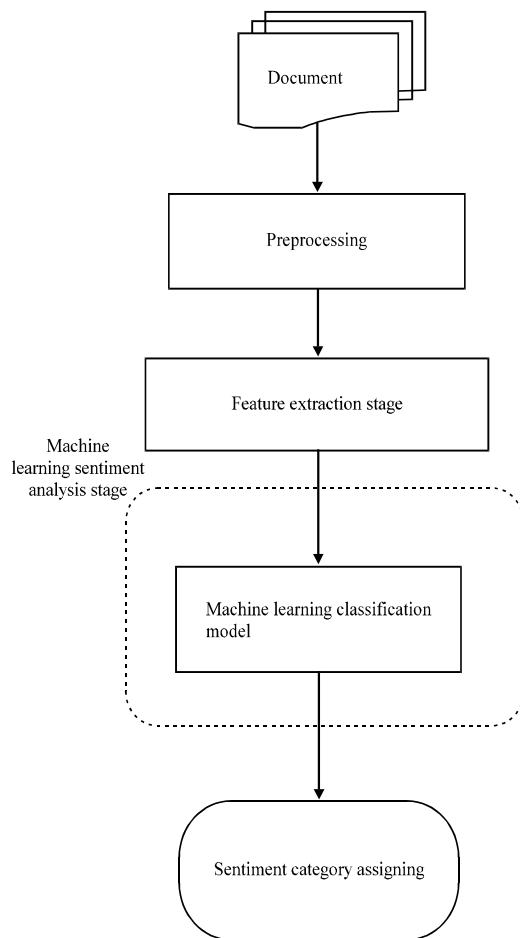 Document
Preprocessing
Feature extraction stage
Machine
learning sentiment
analysis stage
Machine learning classification
model
Sentiment category assigning